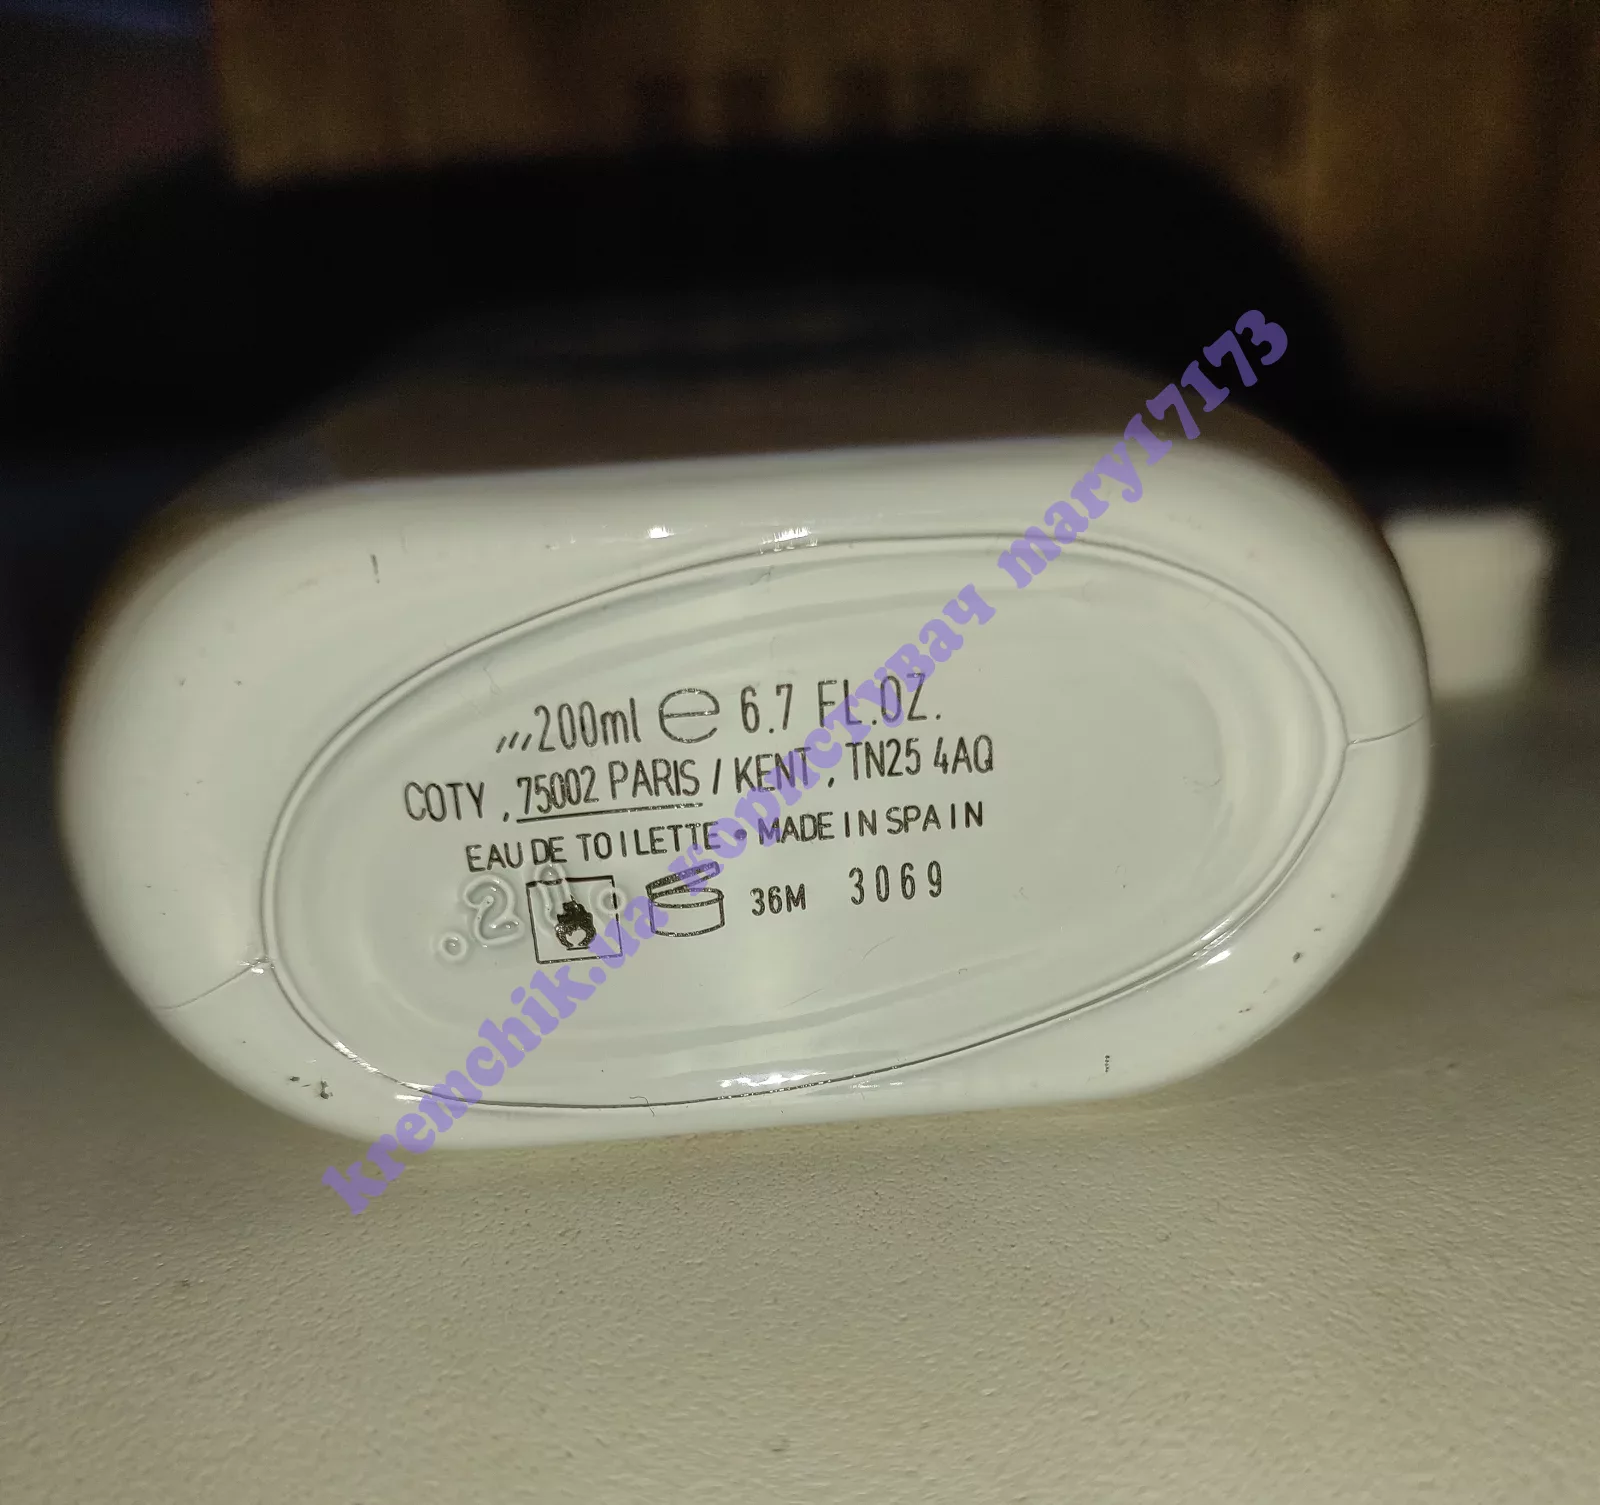 ,,,,200ml ℮ 6.7 FL.OZ.
COTY , 75002 PARIS / KENT , TN25 4AQ
EAU DE TOILETTE • MADE IN SPAIN
36M 3069
kremchik.ua користувач mary17173